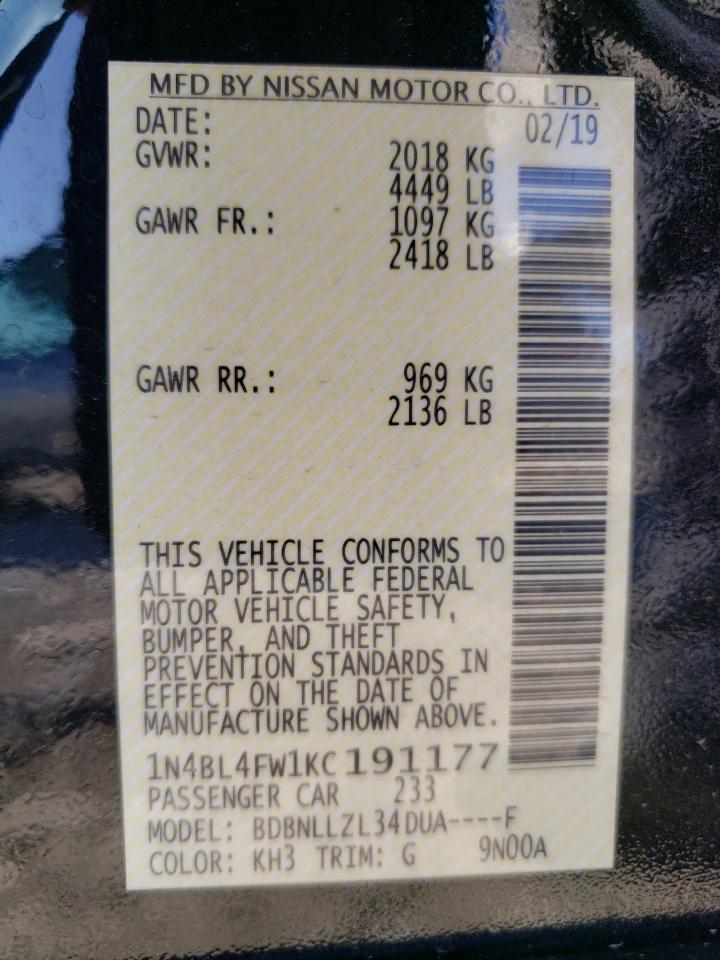 MFD BY NISSAN MOTOR CO., LTD.
DATE: 02/19
GVWR: 2018 KG
4449 LB
GAWR FR.: 1097 KG
2418 LB
GAWR RR.: 969 KG
2136 LB
THIS VEHICLE CONFORMS TO
ALL APPLICABLE FEDERAL
MOTOR VEHICLE SAFETY,
BUMPER, AND THEFT
PREVENTION STANDARDS IN
EFFECT ON THE DATE OF
MANUFACTURE SHOWN ABOVE.
1N4BL4FW1KC191177
PASSENGER CAR 233
MODEL: BDBNLLZL34DUA----F
COLOR: KH3 TRIM: G 9N00A